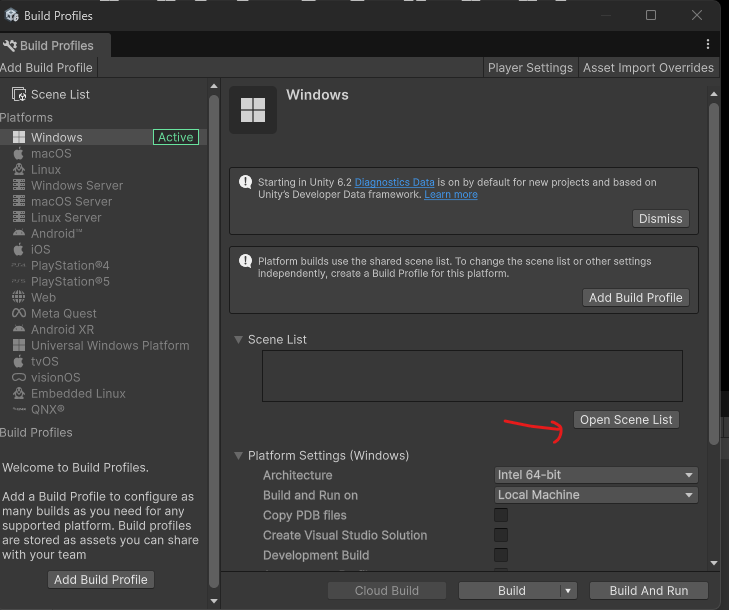 Build Profiles
Build Profiles
Add Build Profile
Player Settings
Asset Import Overrides
Scene List
Platforms
Windows
Active
macOS
Linux
Windows Server
macOS Server
Linux Server
Android™
iOS
PlayStation®4
PlayStation®5
Web
Meta Quest
Android XR
Universal Windows Platform
tvOS
visionOS
Embedded Linux
QNX®
Build Profiles
Welcome to Build Profiles.
Add a Build Profile to configure as
many builds as you need for any
supported platform. Build profiles
are stored as assets you can share
with your team
Add Build Profile
Windows
Starting in Unity 6.2 Diagnostics Data is on by default for new projects and based on
Unity's Developer Data framework. Learn more
Dismiss
Platform builds use the shared scene list. To change the scene list or other settings
independently, create a Build Profile for this platform.
Add Build Profile
Scene List
Open Scene List
Platform Settings (Windows)
Architecture
Intel 64-bit
Build and Run on
Local Machine
Copy PDB files
Create Visual Studio Solution
Development Build
Cloud Build
Build
Build And Run